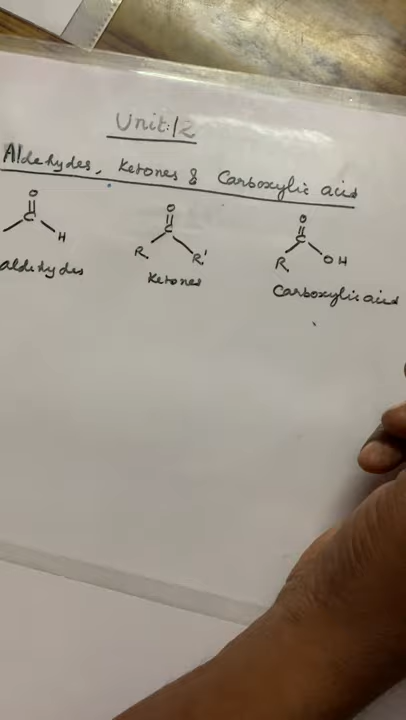 Unit:12
Aldehydes, Ketones & Carboxylic acid
O O O
C C C
H R R' R OH
aldehydes Ketones Carboxylic acid